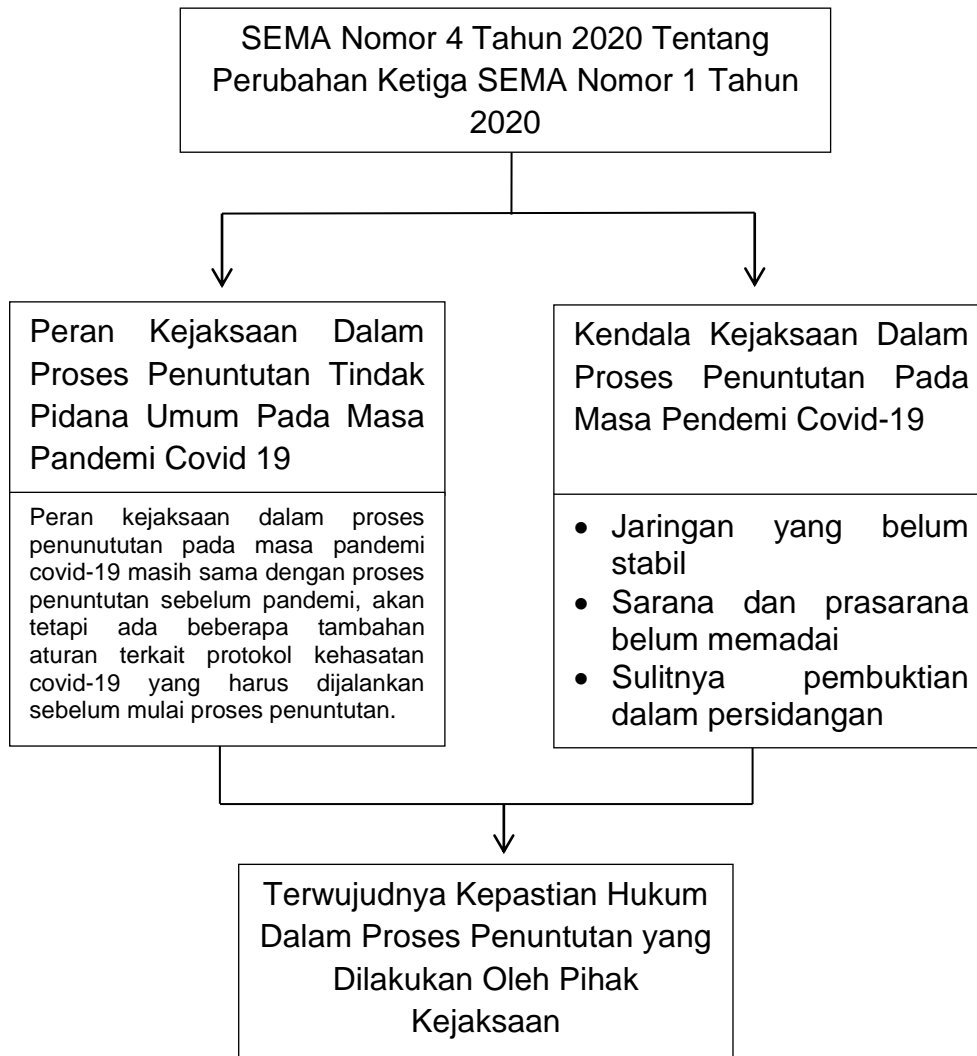 SEMA Nomor 4 Tahun 2020 Tentang
Perubahan Ketiga SEMA Nomor 1 Tahun
2020
Peran Kejaksaan Dalam
Proses Penuntutan Tindak
Pidana Umum Pada Masa
Pandemi Covid 19
Peran kejaksaan dalam proses
penunututan pada masa pandemi
covid-19 masih sama dengan proses
penuntutan sebelum pandemi, akan
tetapi ada beberapa tambahan
aturan terkait protokol kehasatan
covid-19 yang harus dijalankan
sebelum mulai proses penuntutan.
Kendala Kejaksaan Dalam
Proses Penuntutan Pada
Masa Pendemi Covid-19
• Jaringan yang belum
stabil
• Sarana dan prasarana
belum memadai
• Sulitnya pembuktian
dalam persidangan
Terwujudnya Kepastian Hukum
Dalam Proses Penuntutan yang
Dilakukan Oleh Pihak
Kejaksaan